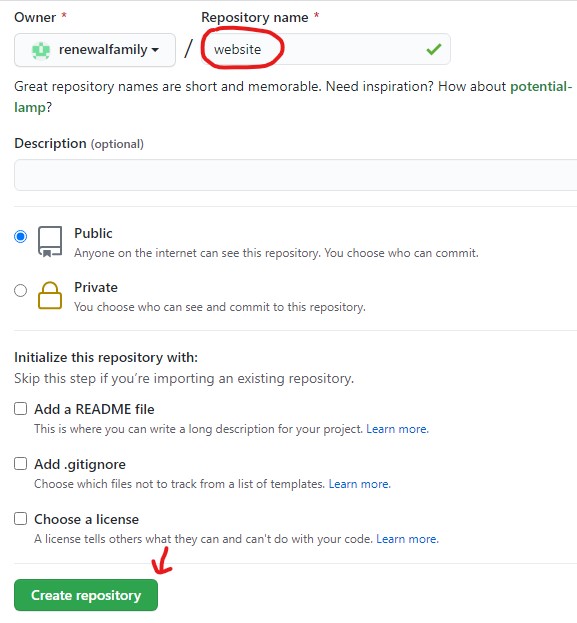 Owner * Repository name *
renewalfamily / website
Great repository names are short and memorable. Need inspiration? How about potential-
lamp?
Description (optional)
Public
Anyone on the internet can see this repository. You choose who can commit.
Private
You choose who can see and commit to this repository.
Initialize this repository with:
Skip this step if you’re importing an existing repository.
Add a README file
This is where you can write a long description for your project. Learn more.
Add .gitignore
Choose which files not to track from a list of templates. Learn more.
Choose a license
A license tells others what they can and can't do with your code. Learn more.
Create repository